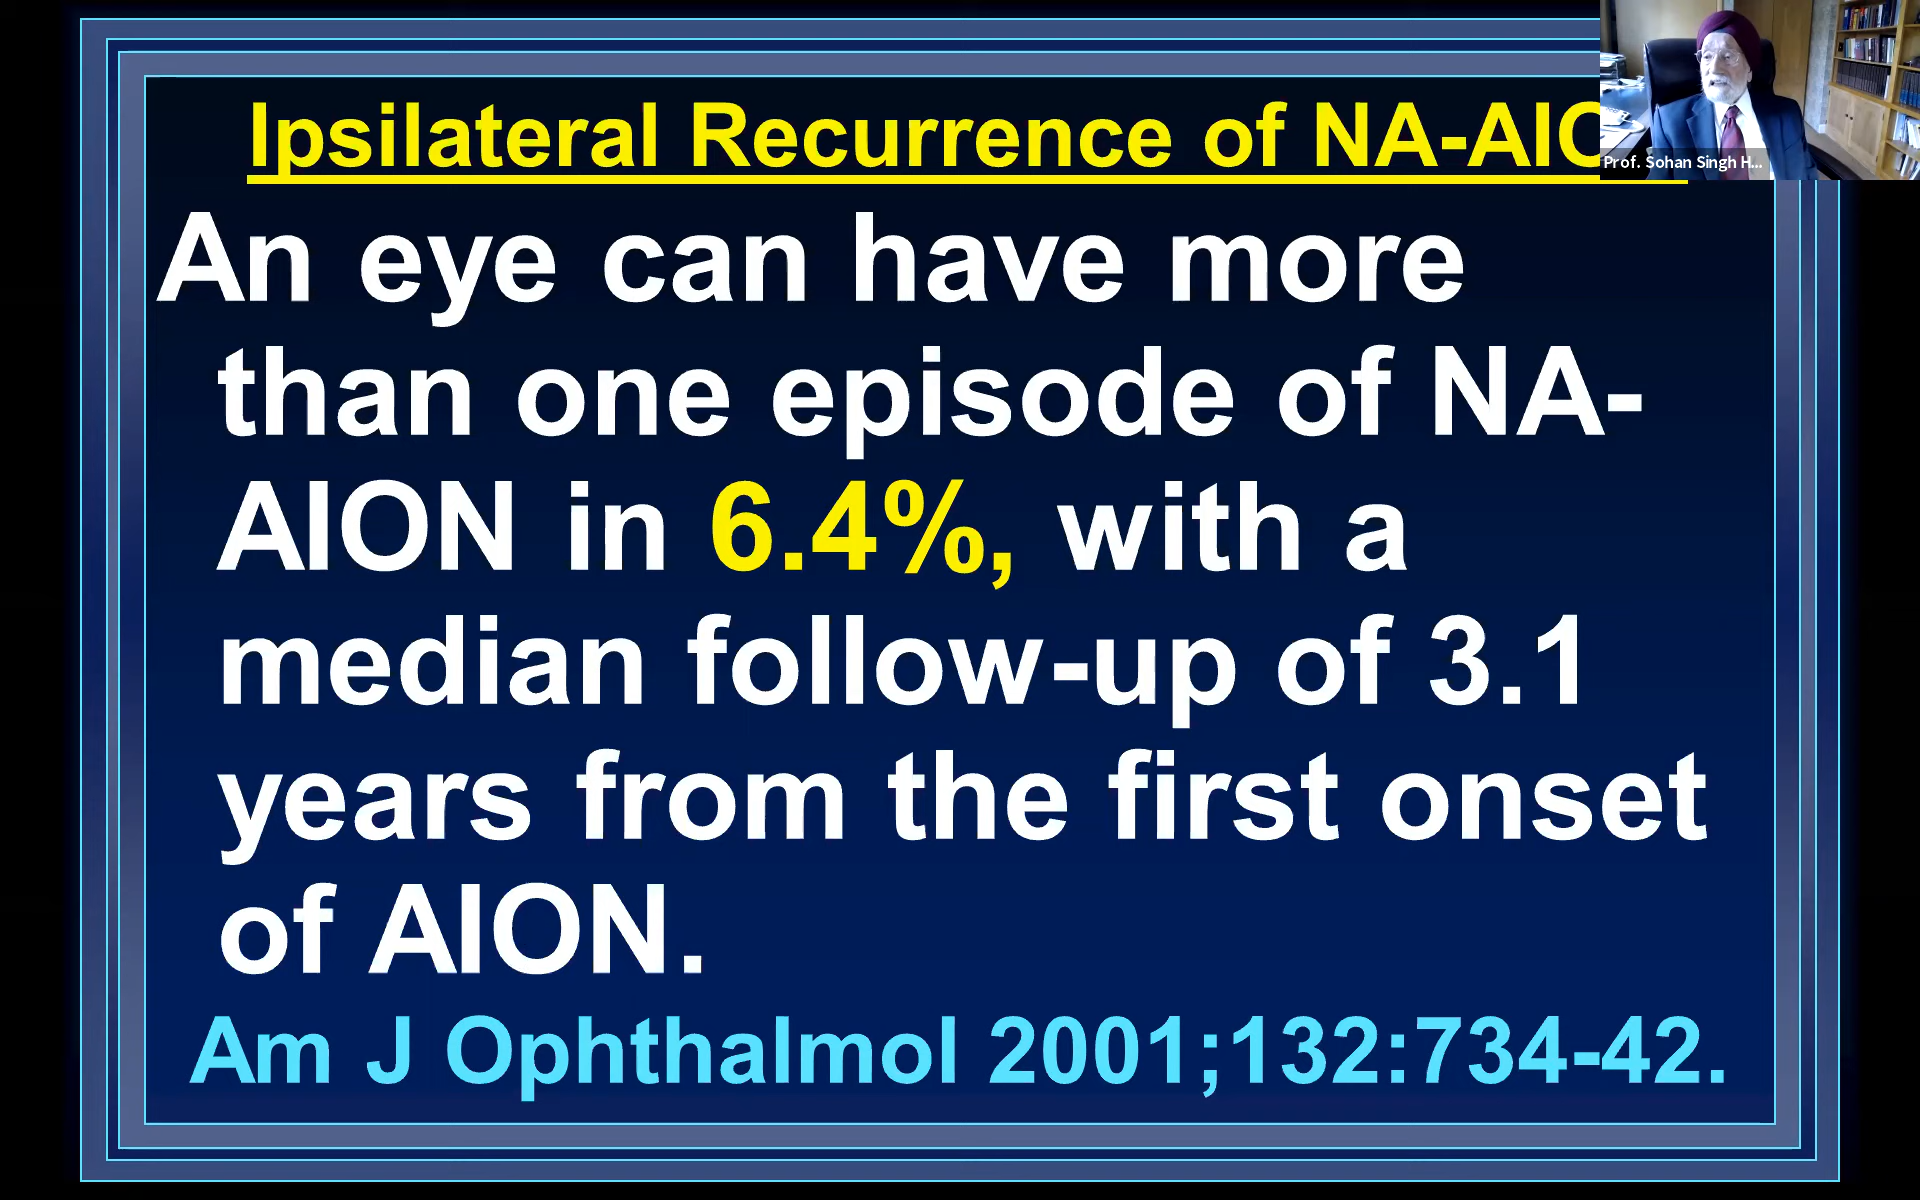 Ipsilateral Recurrence of NA-AIO
Prof. Sohan Singh H...
An eye can have more
than one episode of NA-
AION in 6.4%, with a
median follow-up of 3.1
years from the first onset
of AION.
Am J Ophthalmol 2001;132:734-42.